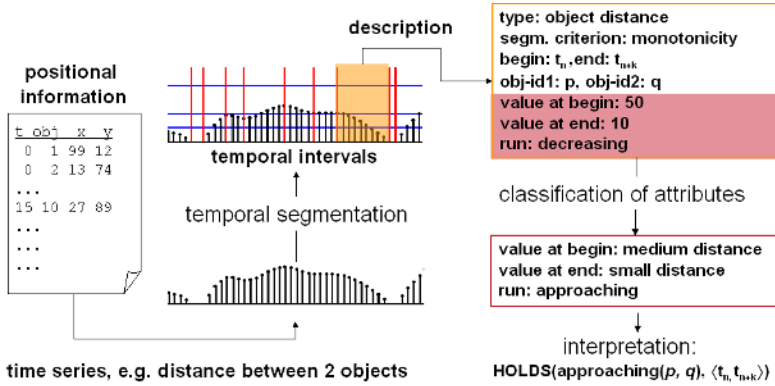 description
positional
information
t obj x y
0 1 99 12
0 2 13 74
...
15 10 27 89
...
...
...
temporal intervals
temporal segmentation
time series, e.g. distance between 2 objects
type: object distance
segm. criterion: monotonicity
begin: tn ,end: tn+k
obj-id1: p, obj-id2: q
value at begin: 50
value at end: 10
run: decreasing
classification of attributes
value at begin: medium distance
value at end: small distance
run: approaching
interpretation:
HOLDS(approaching(p, q), ⟨tn, tn+k⟩)